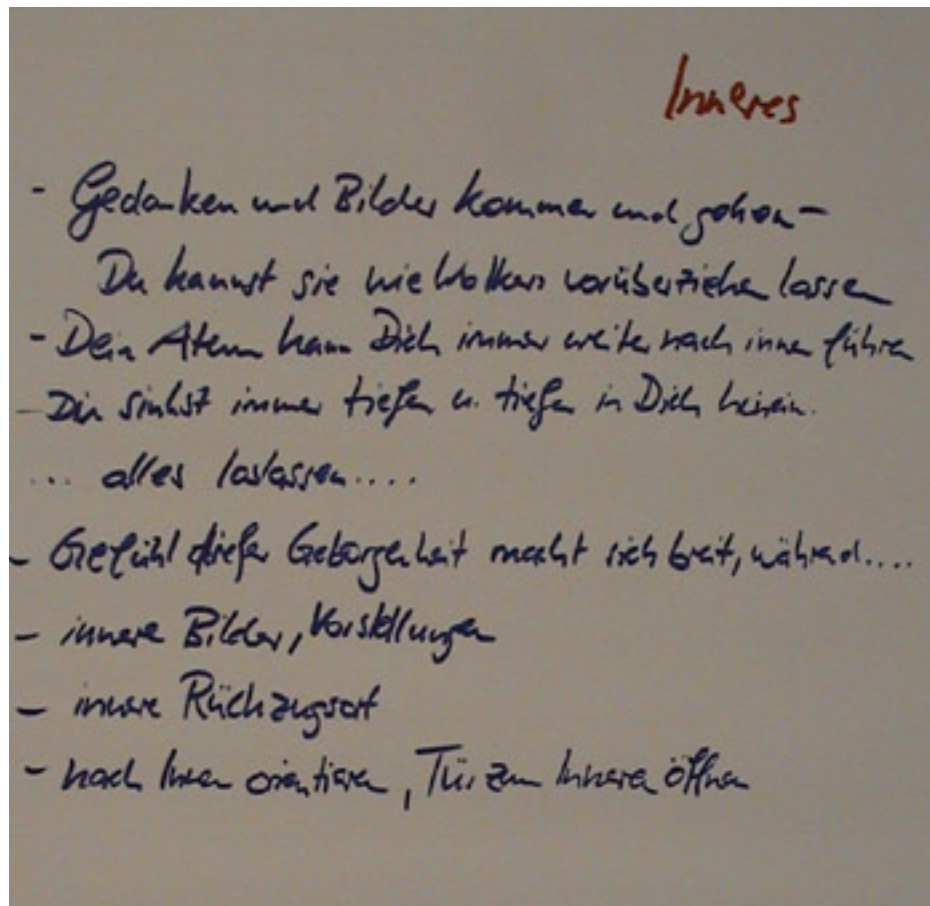 Inneres
- Gedanken und Bilder kommen und gehen -
Du kannst sie wie Wolken vorüberziehen lassen
- Dein Atem kann Dich immer weiter nach innen führen
- Du sinkst immer tiefer u. tiefer in Dich hinein.
... alles loslassen....
- Gefühl tiefer Geborgenheit macht sich breit, während....
- innere Bilder, Vorstellungen
- innere Rückzugsort
- nach Innen orientieren, Tür zum Inneren öffnen